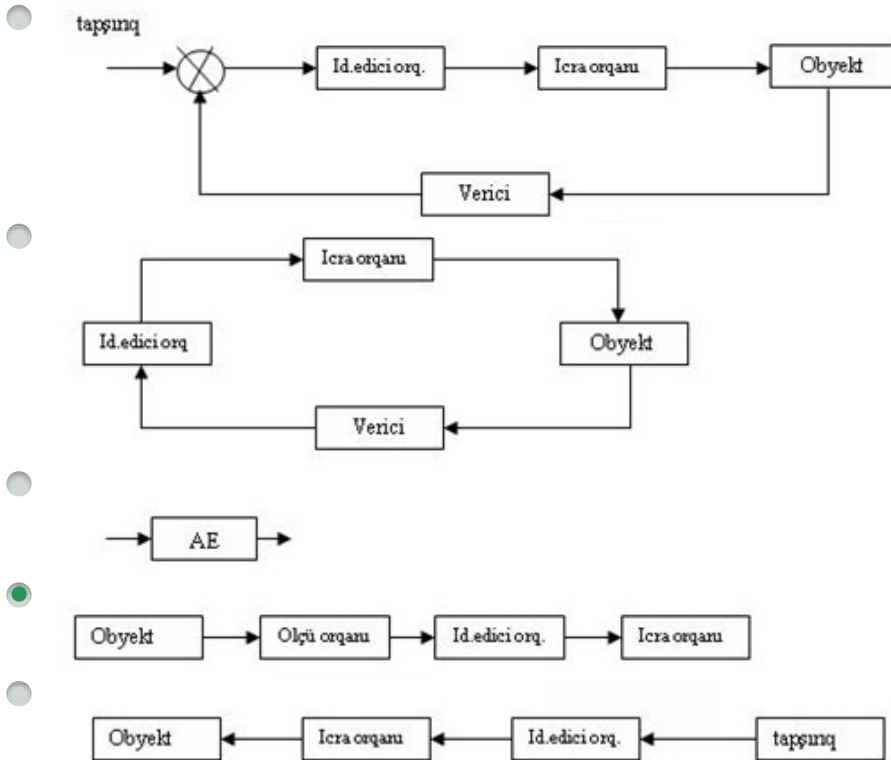 tapşırıq
Id.edici orq.
Icra orqanı
Obyekt
Verici
Icra orqanı
Id.edici orq
Obyekt
Verici
AE
Obyekt
Olçü orqanı
Id.edici orq.
Icra orqanı
Obyekt
Icra orqanı
Id.edici orq.
tapşırıq